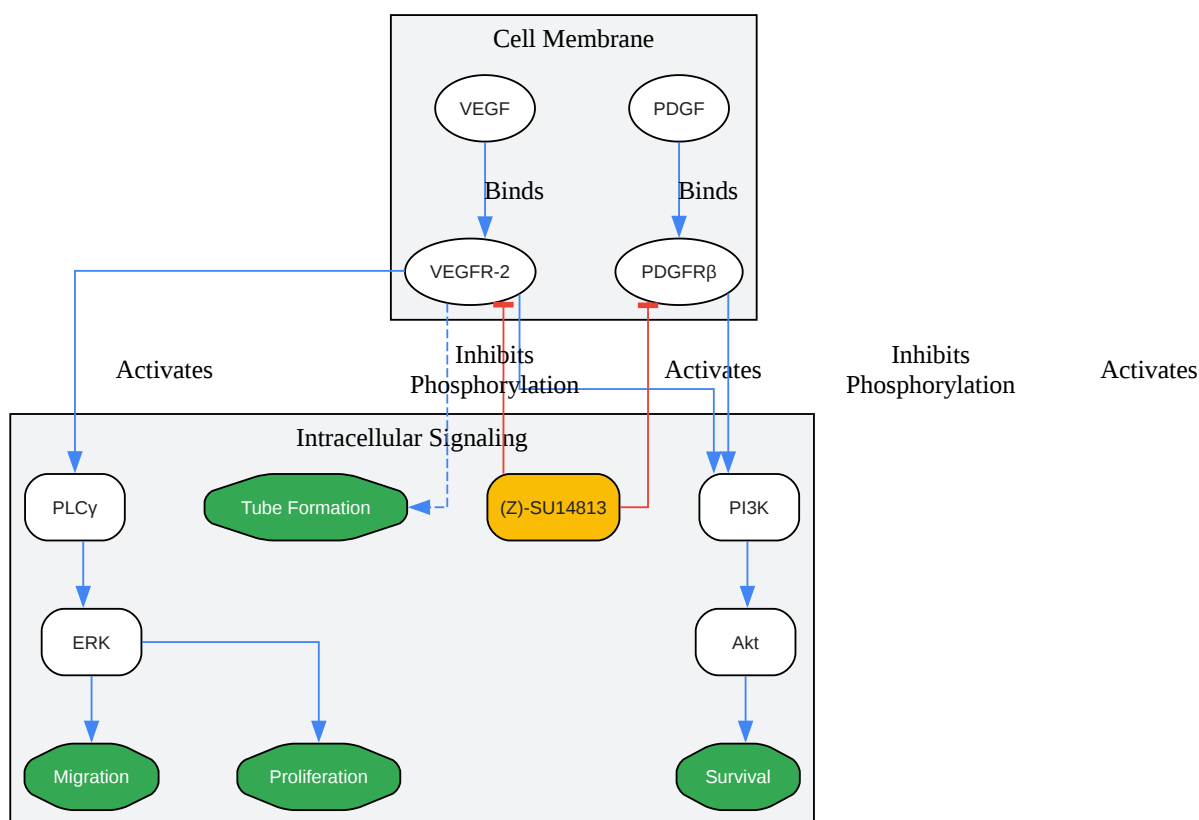 Cell Membrane
VEGF
PDGF
Binds
Binds
VEGFR-2
PDGFRβ
Activates
Inhibits
Phosphorylation
Activates
Inhibits
Phosphorylation
Activates
Intracellular Signaling
PLCγ
Tube Formation
(Z)-SU14813
PI3K
ERK
Akt
Migration
Proliferation
Survival